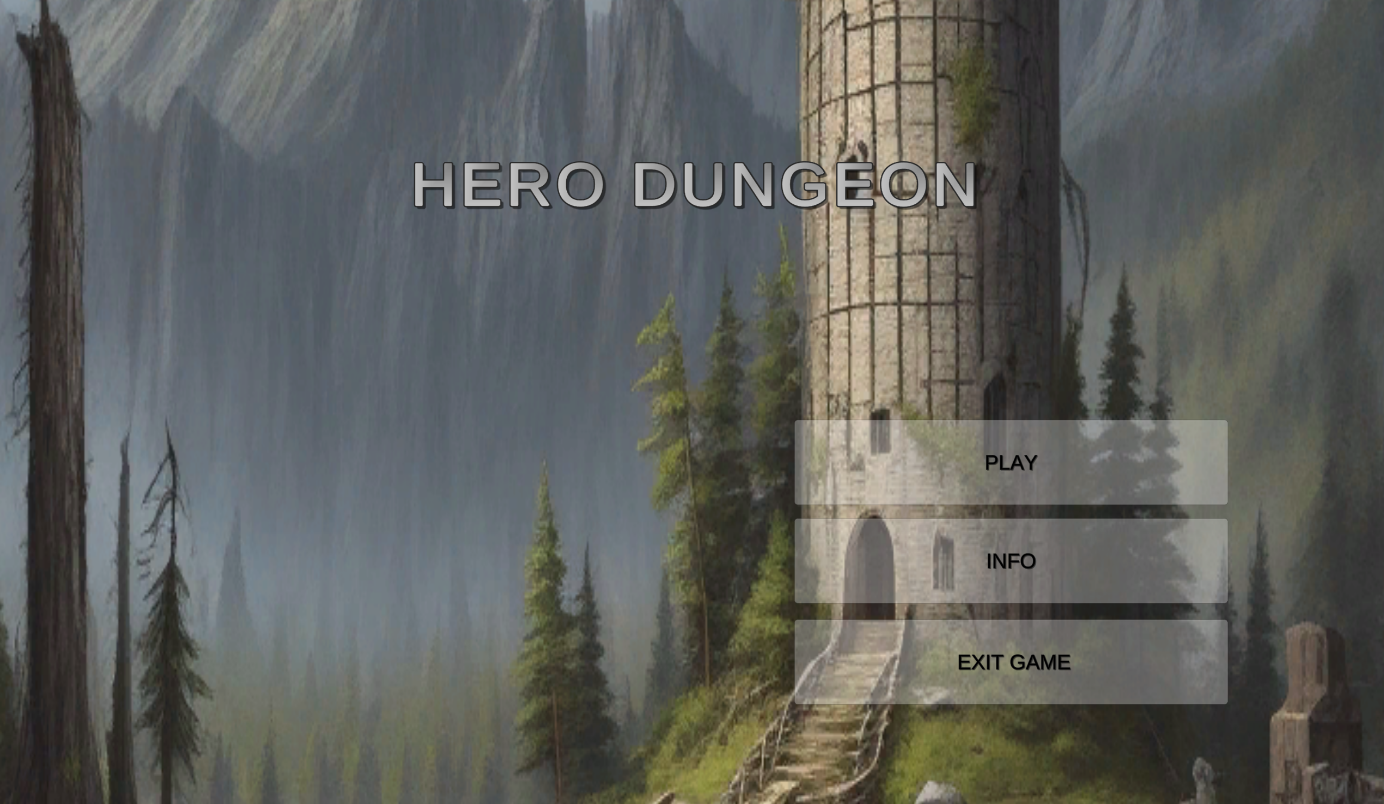 HERO DUNGEON
PLAY
INFO
EXIT GAME